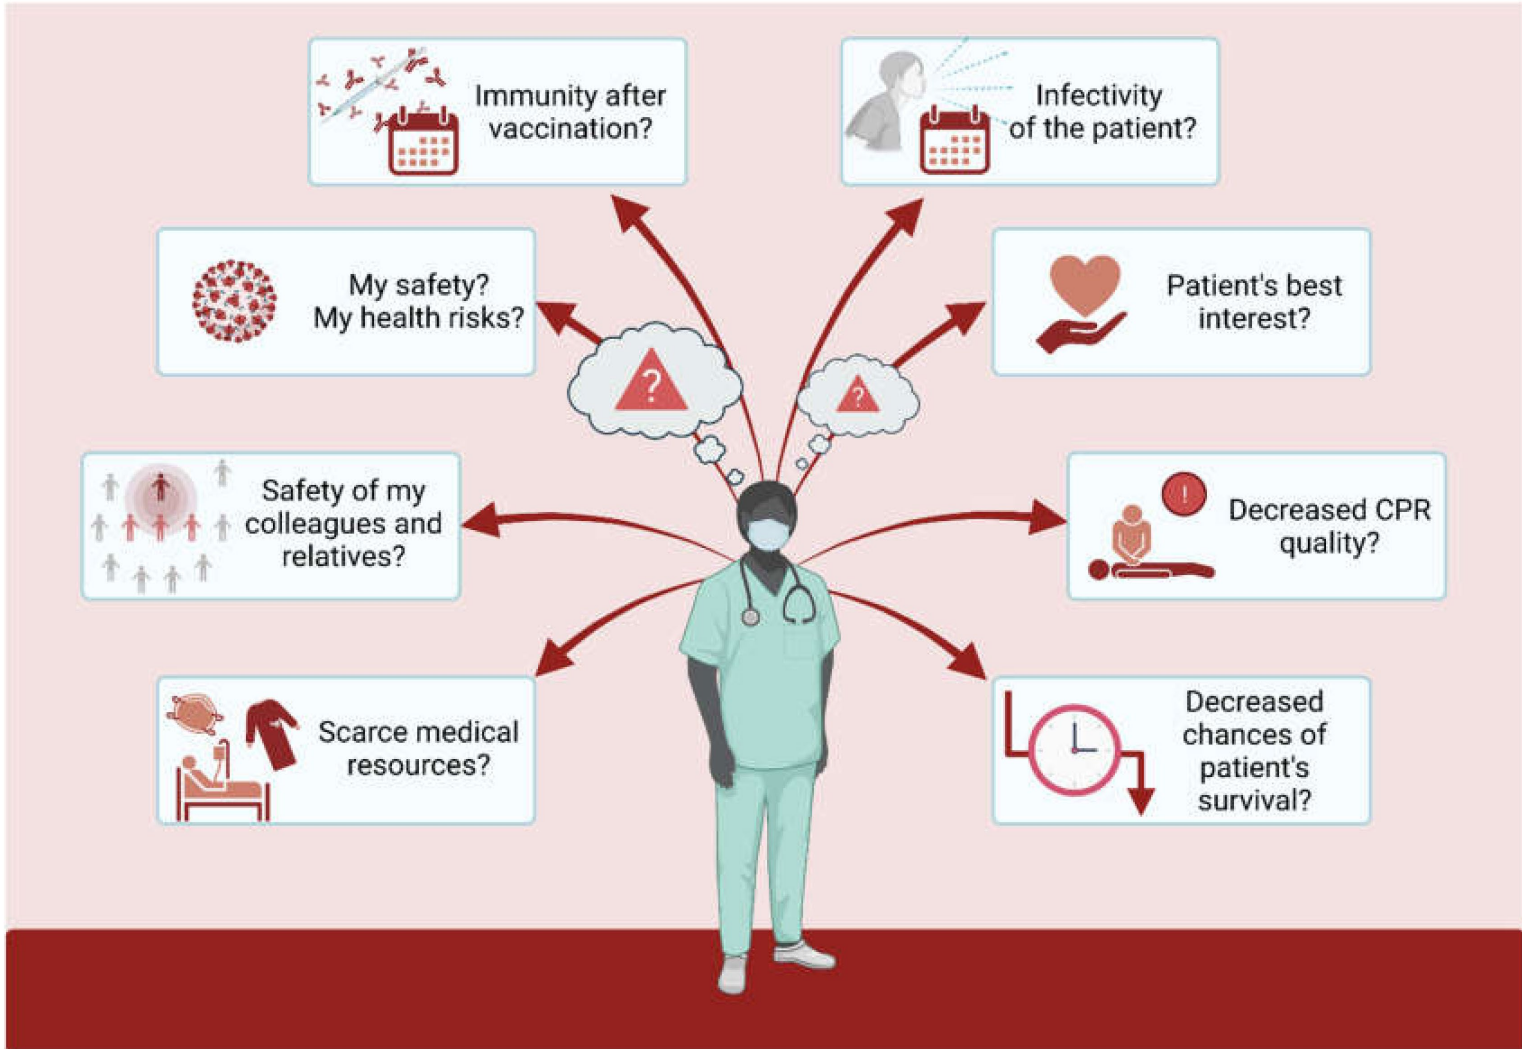 Immunity after
vaccination?
Infectivity
of the patient?
My safety?
My health risks?
Patient's best
interest?
?
?
Safety of my
colleagues and
relatives?
!
Decreased CPR
quality?
Scarce medical
resources?
Decreased
chances of
patient's
survival?